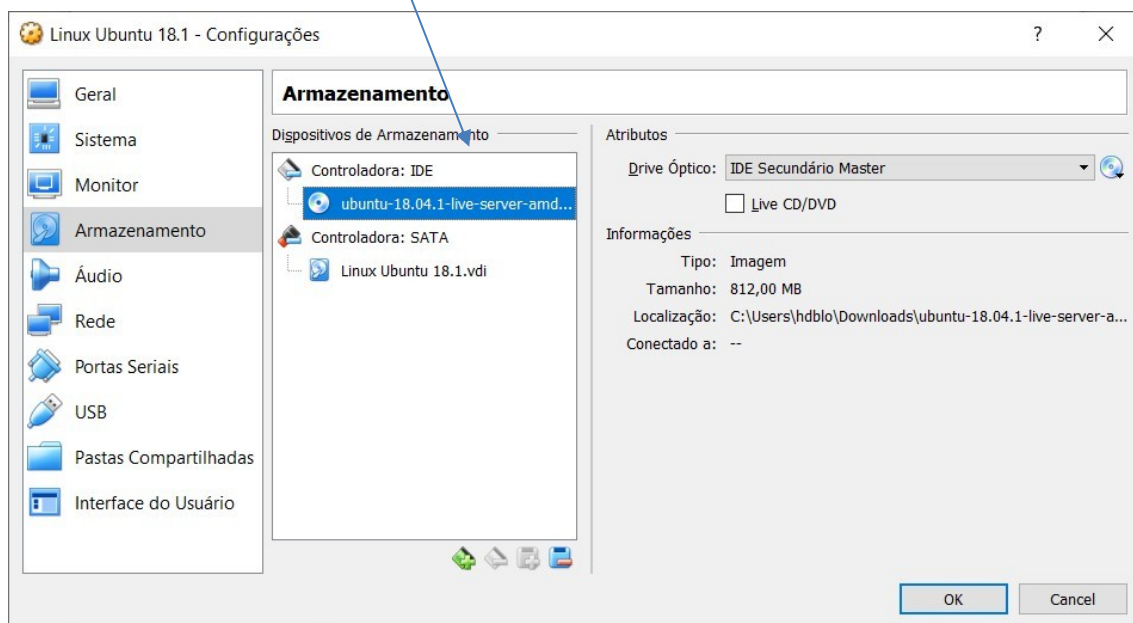 Linux Ubuntu 18.1 - Configurações
?
Geral
Sistema
Monitor
Armazenamento
Áudio
Rede
Portas Seriais
USB
Pastas Compartilhadas
Interface do Usuário
Armazenamento
Dispositivos de Armazenamento
Controladora: IDE
ubuntu-18.04.1-live-server-amd...
Controladora: SATA
Linux Ubuntu 18.1.vdi
Atributos
Drive Óptico: IDE Secundário Master
Live CD/DVD
Informações
Tipo: Imagem
Tamanho: 812,00 MB
Localização: C:\Users\hdblo\Downloads\ubuntu-18.04.1-live-server-a...
Conectado a: --
OK
Cancel